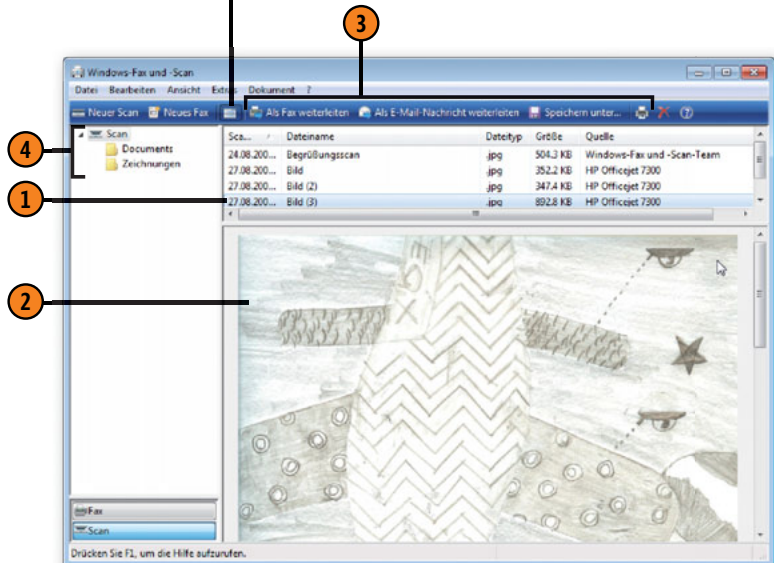 3
Windows-Fax und -Scan
Datei Bearbeiten Ansicht Extras Dokument ?
Neuer Scan Neues Fax Als Fax weiterleiten Als E-Mail-Nachricht weiterleiten Speichern unter...
4
Scan
Documents
Zeichnungen
Sca... Dateiname Dateityp Größe Quelle
24.08.200... Begrüßungsscan .jpg 504.3 KB Windows-Fax und -Scan-Team
27.08.200... Bild .jpg 352.2 KB HP Officejet 7300
27.08.200... Bild (2) .jpg 347.4 KB HP Officejet 7300
1
27.08.200... Bild (3) .jpg 892.8 KB HP Officejet 7300
2
Fax
Scan
Drücken Sie F1, um die Hilfe aufzurufen.